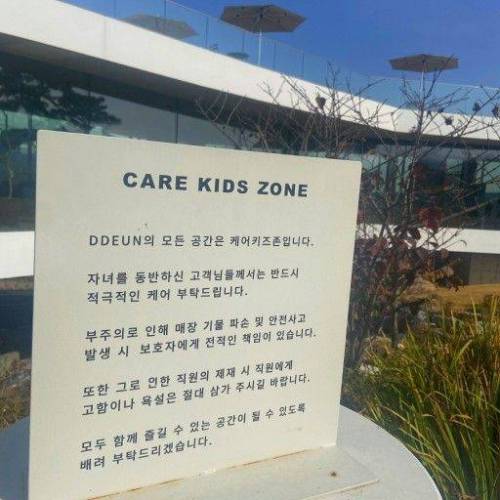 CARE KIDS ZONE
DDEUN의 모든 공간은 케어키즈존입니다.
자녀를 동반하신 고객님들께서는 반드시
적극적인 케어 부탁드립니다.
부주의로 인해 매장 기물 파손 및 안전사고
발생 시 보호자에게 전적인 책임이 있습니다.
또한 그로 인한 직원의 제재 시 직원에게
고함이나 욕설은 절대 삼가 주시길 바랍니다.
모두 함께 즐길 수 있는 공간이 될 수 있도록
배려 부탁드리겠습니다.